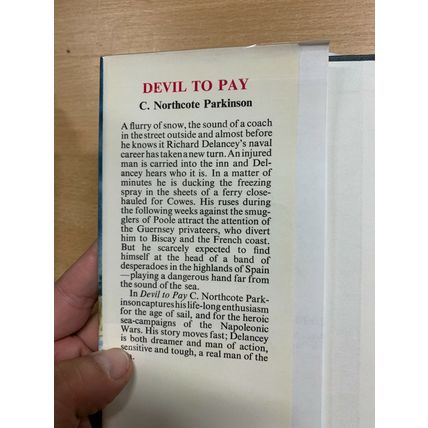 DEVIL TO PAY
C. Northcote Parkinson
A flurry of snow, the sound of a coach
in the street outside and almost before
he knows it Richard Delancey's naval
career has taken a new turn. An injured
man is carried into the inn and Del-
ancey hears who it is. In a matter of
minutes he is ducking the freezing
spray in the sheets of a ferry close-
hauled for Cowes. His ruses during
the following weeks against the smug-
glers of Poole attract the attention of
the Guernsey privateers, who divert
him to Biscay and the French coast.
But he scarcely expected to find
himself at the head of a band of
desperadoes in the highlands of Spain
—playing a dangerous hand far from
the sound of the sea.
In Devil to Pay C. Northcote Park-
inson captures his life-long enthusiasm
for the age of sail, and for the heroic
sea-campaigns of the Napoleonic
Wars. His story moves fast; Delancey
is both dreamer and man of action,
sensitive and tough, a real man of the